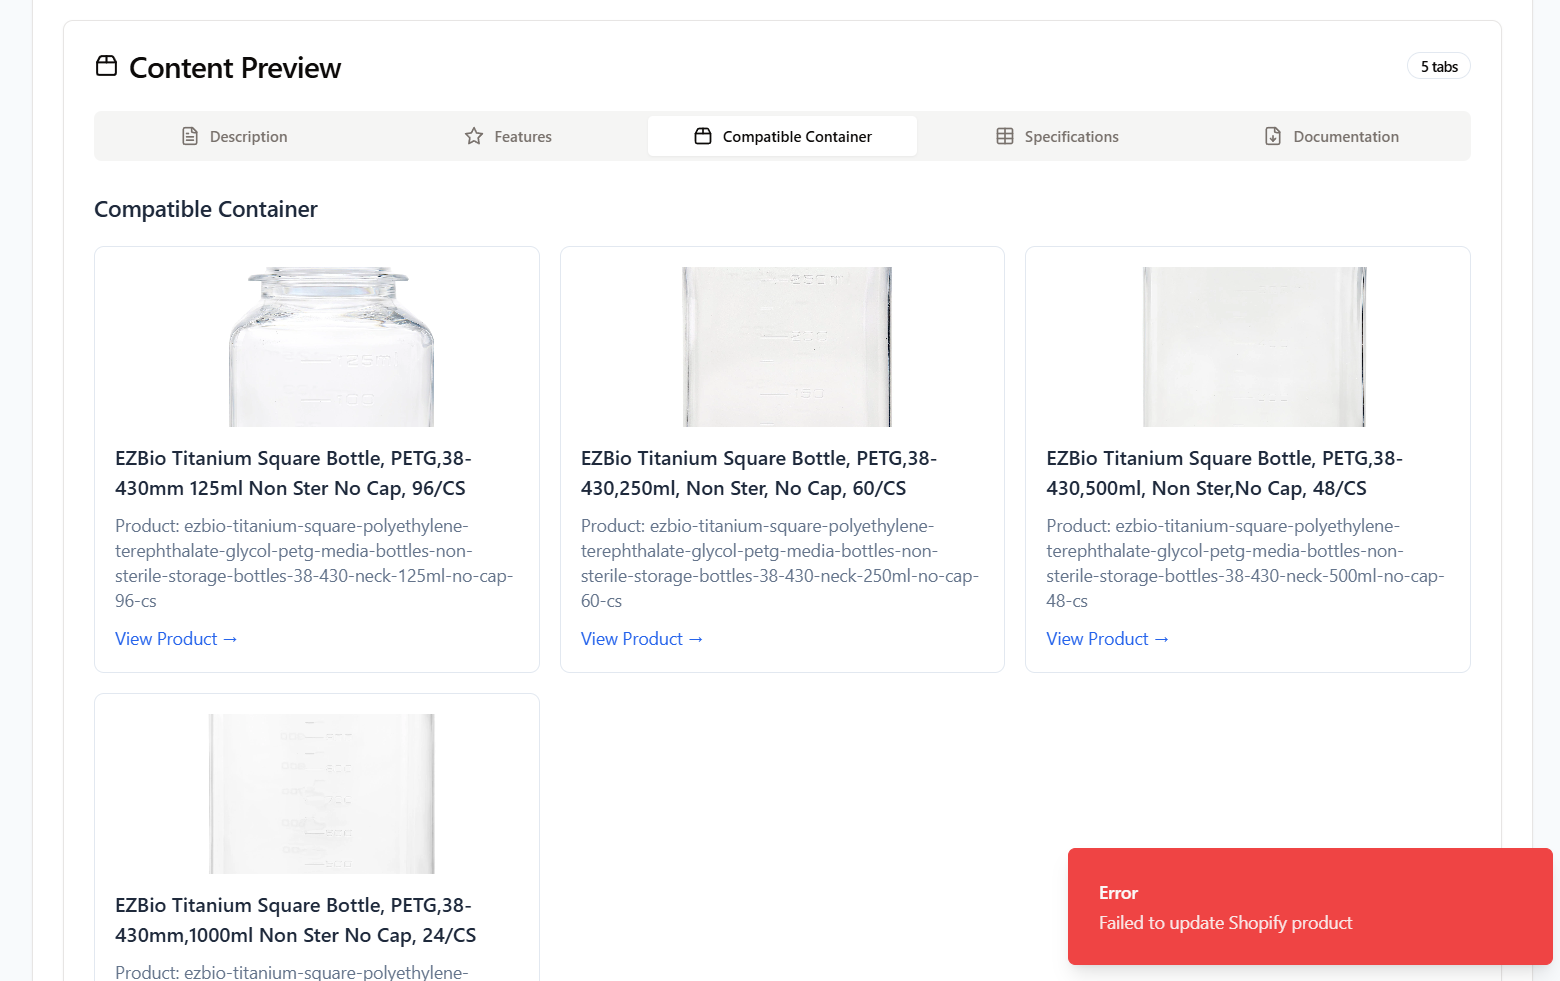 Content Preview
5 tabs
Description
Features
Compatible Container
Specifications
Documentation
Compatible Container
EZBio Titanium Square Bottle, PETG,38-
430mm 125ml Non Ster No Cap, 96/CS
Product: ezbio-titanium-square-polyethylene-
terephthalate-glycol-petg-media-bottles-non-
sterile-storage-bottles-38-430-neck-125ml-no-cap-
96-cs
View Product →
EZBio Titanium Square Bottle, PETG,38-
430,250ml, Non Ster, No Cap, 60/CS
Product: ezbio-titanium-square-polyethylene-
terephthalate-glycol-petg-media-bottles-non-
sterile-storage-bottles-38-430-neck-250ml-no-cap-
60-cs
View Product →
EZBio Titanium Square Bottle, PETG,38-
430,500ml, Non Ster,No Cap, 48/CS
Product: ezbio-titanium-square-polyethylene-
terephthalate-glycol-petg-media-bottles-non-
sterile-storage-bottles-38-430-neck-500ml-no-cap-
48-cs
View Product →
EZBio Titanium Square Bottle, PETG,38-
430mm,1000ml Non Ster No Cap, 24/CS
Product: ezbio-titanium-square-polyethylene-
Error
Failed to update Shopify product